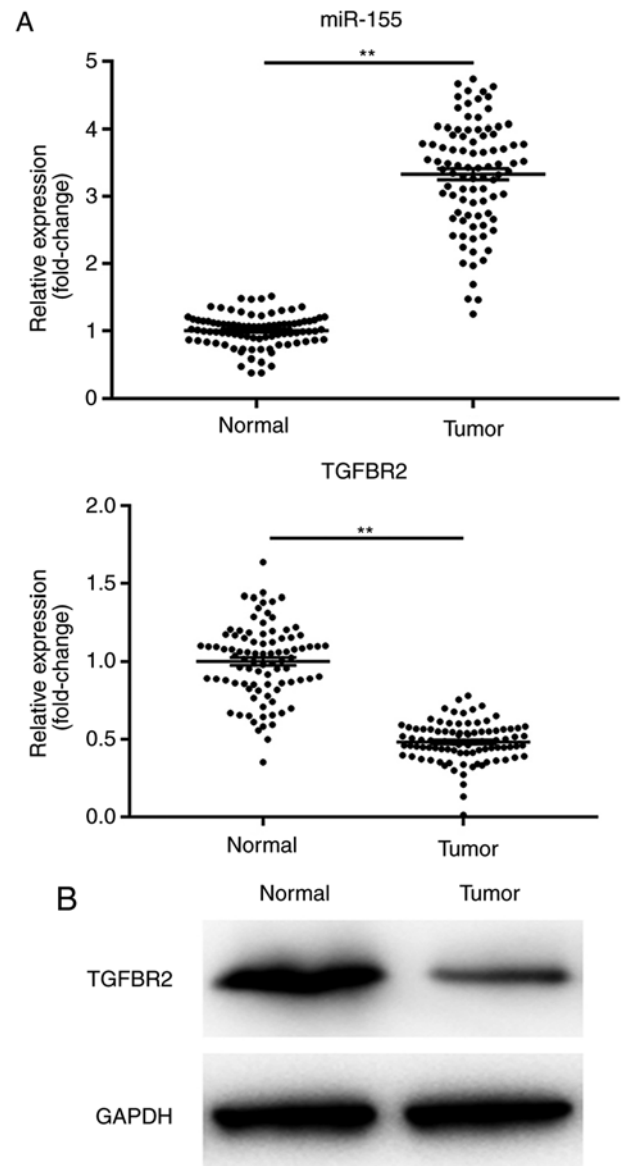 A
miR-155
**
5
4
3
2
1
0
Relative expression
(fold-change)
Normal
Tumor
TGFBR2
**
2.0
1.5
1.0
0.5
0.0
Relative expression
(fold-change)
Normal
Tumor
B
Normal
Tumor
TGFBR2
GAPDH